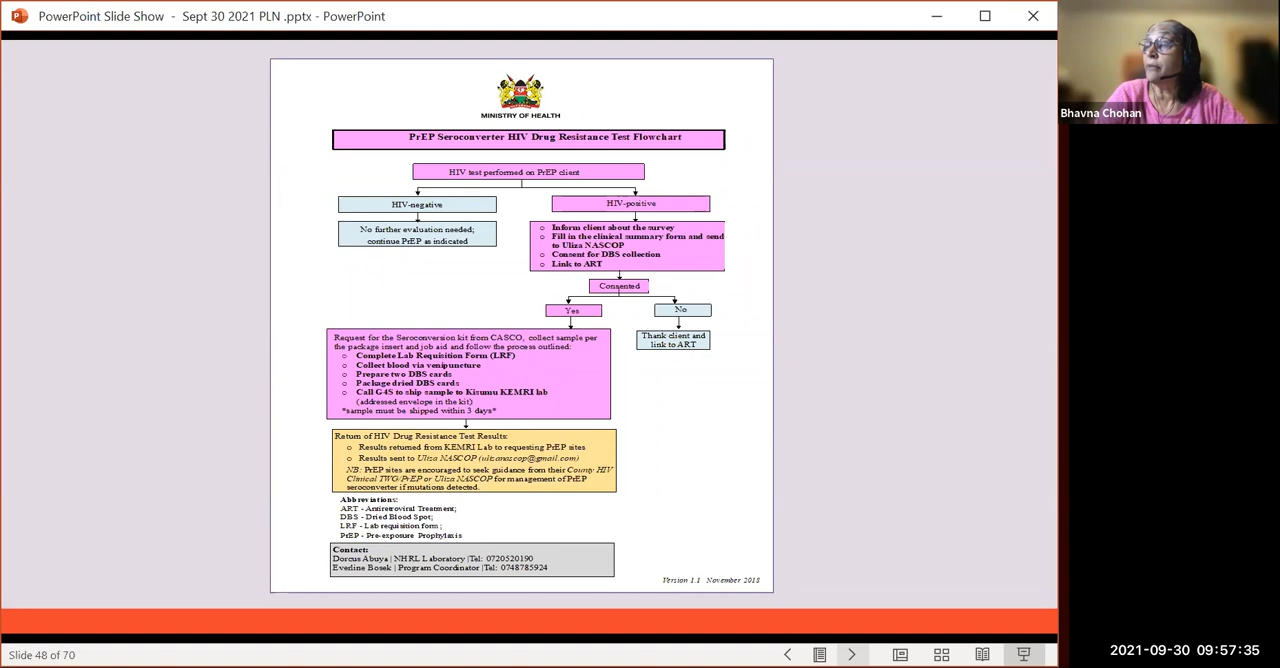 PowerPoint Slide Show - Sept 30 2021 PLN .pptx - PowerPoint
Bhavna Chohan
MINISTRY OF HEALTH
PrEP Seroconverter HIV Drug Resistance Test Flowchart
HIV test performed on PrEP client
HIV-negative
HIV-positive
No further evaluation needed;
continue PrEP as indicated
o Inform client about the survey
o Fill in the clinical summary form and send
to Uliza NASCOP
o Consent for DBS collection
o Link to ART
Consented
Yes
No
Thank client and
link to ART
Request for the Seroconversion kit from CASCO, collect sample per
the package insert and job aid and follow the process outlined:
o Complete Lab Requisition Form (LRF)
o Collect blood via venipuncture
o Prepare two DBS cards
o Package dried DBS cards
o Call G4S to ship sample to Kisumu KEMRI lab
(addressed envelope in the kit)
*sample must be shipped within 3 days*
Return of HIV Drug Resistance Test Results:
o Results returned from KEMRI Lab to requesting PrEP sites
o Results sent to Uliza NASCOP (ulizanascop@gmail.com)
NB: PrEP sites are encouraged to seek guidance from their County HIV
Clinical TWG/PrEP or Uliza NASCOP for management of PrEP
seroconverter if mutations detected.
Abbreviations:
ART - Antiretroviral Treatment;
DBS - Dried Blood Spot;
LRF - Lab requisition form;
PrEP - Pre-exposure Prophylaxis
Contact:
Dorcus Abuya | NHRL Laboratory |Tel: 0720520190
Everline Bosek | Program Coordinator |Tel: 0748785924
Version 1.1 November 2018
Slide 48 of 70
2021-09-30 09:57:35